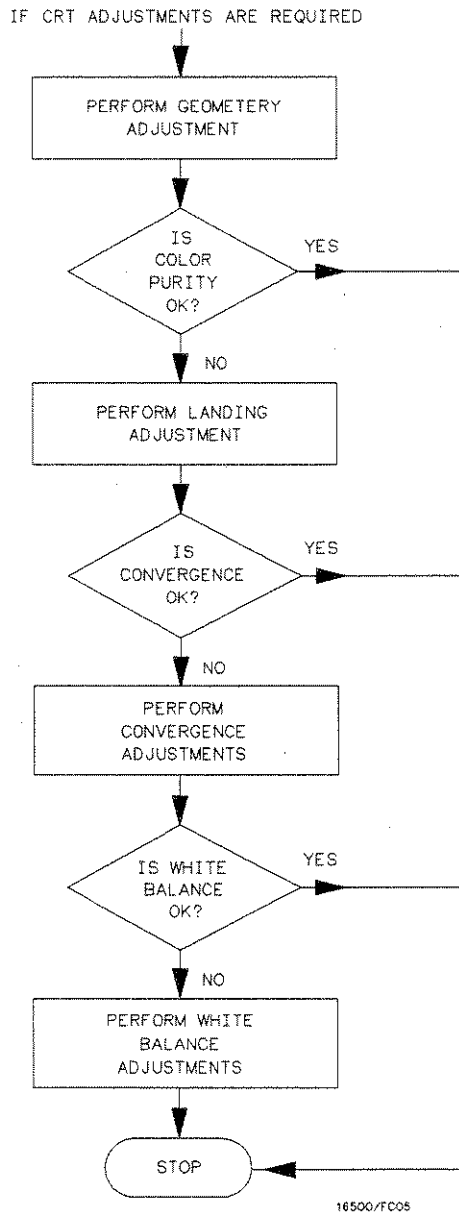 IF CRT ADJUSTMENTS ARE REQUIRED
PERFORM GEOMETERY
ADJUSTMENT
IS
COLOR
PURITY
OK?
YES
NO
PERFORM LANDING
ADJUSTMENT
IS
CONVERGENCE
OK?
YES
NO
PERFORM
CONVERGENCE
ADJUSTMENTS
IS WHITE
BALANCE
OK?
YES
NO
PERFORM WHITE
BALANCE
ADJUSTMENTS
STOP
16500/FC05